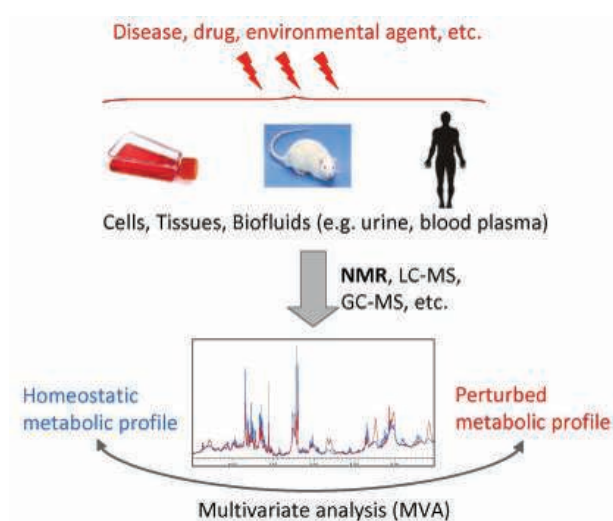 Disease, drug, environmental agent, etc.
Cells, Tissues, Biofluids (e.g. urine, blood plasma)
NMR, LC-MS,
GC-MS, etc.
Homeostatic
metabolic profile
Perturbed
metabolic profile
Multivariate analysis (MVA)